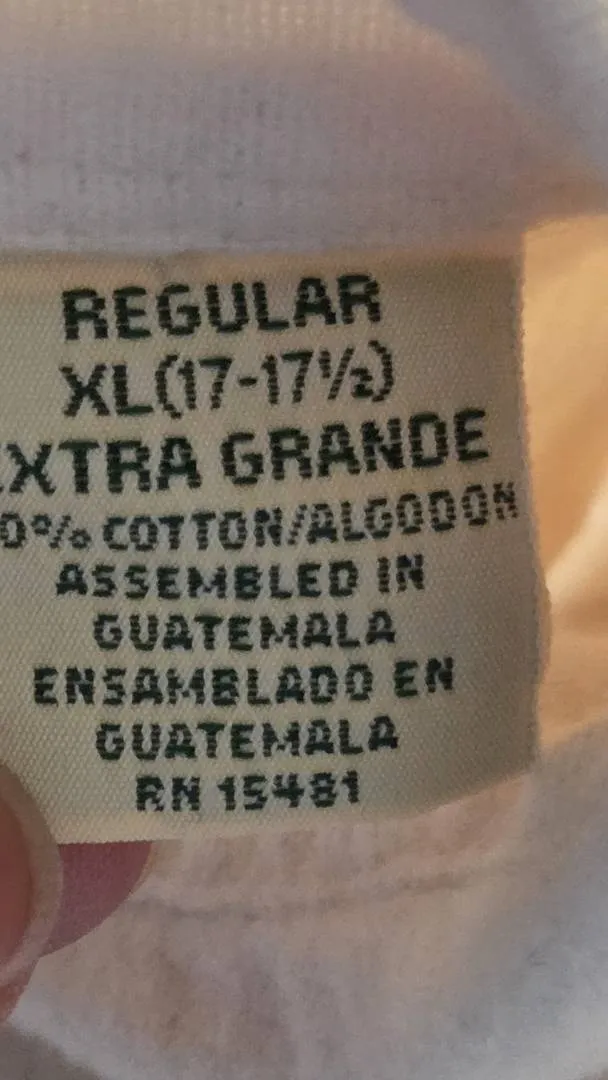 REGULAR
XL(17-17½)
XTRA GRANDE
0% COTTON/ALGODON
ASSEMBLED IN
GUATEMALA
ENSAMBLADO EN
GUATEMALA
RN 15481